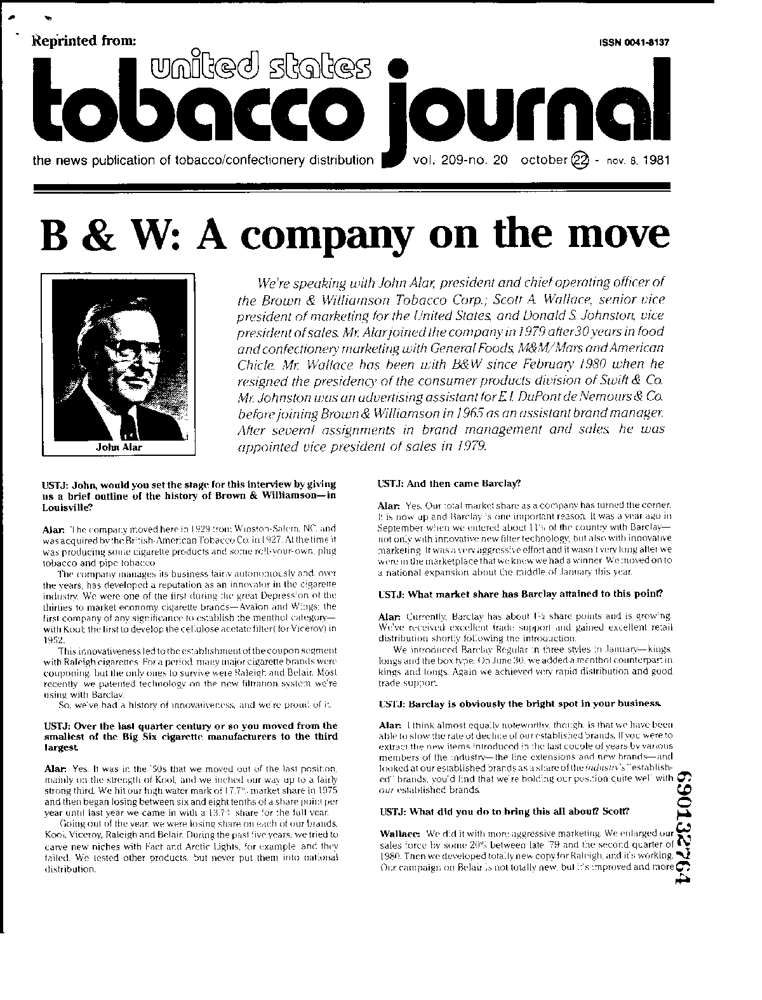 Reprinted from:
ISSN 0041-8137
united states
tobacco journal
the news publication of tobacco/confectionery distribution
vol. 209-no. 20 october 22 - nov. 8, 1981
B & W: A company on the move
We're speaking with John Alar, president and chief operating officer of
the Brown & Williamson Tobacco Corp.; Scott A. Wallace, senior vice
president of marketing for the United States, and Donald S. Johnston, vice
president of sales. Mr. Alar joined the company in 1979 after 30 years in food
and confectionery marketing with General Foods, M&M/Mars and American
Chicle. Mr. Wallace has been with B&W since February 1980 when he
resigned the presidency of the consumer products division of Swift & Co.
Mr. Johnston was an advertising assistant for E.I. DuPont de Nemours & Co.
before joining Brown & Williamson in 1965 as an assistant brand manager.
After several assignments in brand management and sales, he was
appointed vice president of sales in 1979.
John Alar
USTJ: John, would you set the stage for this interview by giving
us a brief outline of the history of Brown & Williamson—in
Louisville?
Alar: The company moved here in 1929 from Winston-Salem, NC. and
was acquired by the British-American Tobacco Co. in 1927. At the time it
was producing some cigarette products and some roll-your-own, plug
tobacco and pipe tobacco.
The company manages its business fairly autonomously and, over
the years, has developed a reputation as an innovator in the cigarette
industry. We were one of the first during the great Depression of the
thirties to market economy cigarette brands—Avalon and Wings; the
first company of any significance to establish the menthol category—
with Kool; the first to develop the cellulose acetate filter (for Viceroy) in
1952.
This innovativeness led to the establishment of the coupon segment
with Raleigh cigarettes. For a period, many major cigarette brands were
couponing, but the only ones to survive were Raleigh and Belair. Most
recently we patented technology on the new filtration system we're
using with Barclay.
So, we've had a history of innovativeness, and we're proud of it.
USTJ: Over the last quarter century or so you moved from the
smallest of the Big Six cigarette manufacturers to the third
largest.
Alar: Yes. It was in the '50s that we moved out of the last position,
mainly on the strength of Kool, and we inched our way up to a fairly
strong third. We hit our high water mark of 17.7% market share in 1975
and then began losing between six and eight tenths of a share point per
year until last year we came in with a 13.7% share for the full year.
Going out of the year, we were losing share on each of our brands,
Kool, Viceroy, Raleigh and Belair. During the past five years, we tried to
carve new niches with Fact and Arctic Lights, for example, and they
failed. We tested other products, but never put them into national
distribution.
USTJ: And then came Barclay?
Alar: Yes. Our total market share as a company has turned the corner.
It is now up and Barclay is one important reason. It was a year ago in
September when we entered about 11% of the country with Barclay—
not only with innovative new filter technology, but also with innovative
marketing. It was a very aggressive effort and it wasn't very long after we
were in the marketplace that we knew we had a winner. We moved on to
a national expansion about the middle of January this year.
USTJ: What market share has Barclay attained to this point?
Alar: Currently, Barclay has about 1½ share points and is growing.
We've received excellent trade support and gained excellent retail
distribution shortly following the introduction.
We introduced Barclay Regular in three styles in January—kings,
longs and the box type. On June 30, we added a menthol counterpart in
kings and longs. Again we achieved very rapid distribution and good
trade support.
USTJ: Barclay is obviously the bright spot in your business.
Alar: I think almost equally noteworthy, though, is that we have been
able to slow the rate of decline of our established brands. If you were to
extract the new items introduced in the last couple of years by various
members of the industry—the line extensions and new brands—and
looked at our established brands as a share of the industry's "establish-
ed" brands, you'd find that we're holding our position quite well with
our established brands.
USTJ: What did you do to bring this all about? Scott?
Wallace: We did it with more aggressive marketing. We enlarged our
sales force by some 20% between late '79 and the second quarter of
1980. Then we developed totally new copy for Raleigh, and it's working.
Our campaign on Belair is not totally new, but it's improved and more
690132764